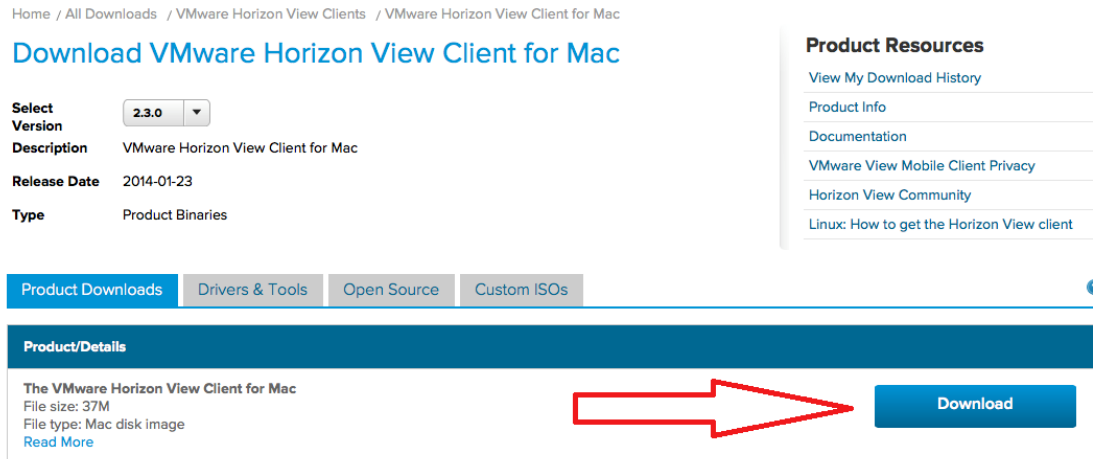 Home / All Downloads / VMware Horizon View Clients / VMware Horizon View Client for Mac
Download VMware Horizon View Client for Mac
Select
Version
2.3.0
Description VMware Horizon View Client for Mac
Release Date 2014-01-23
Type Product Binaries
Product Resources
View My Download History
Product Info
Documentation
VMware View Mobile Client Privacy
Horizon View Community
Linux: How to get the Horizon View client
Product Downloads Drivers & Tools Open Source Custom ISOs
Product/Details
The VMware Horizon View Client for Mac
File size: 37M
File type: Mac disk image
Read More
Download